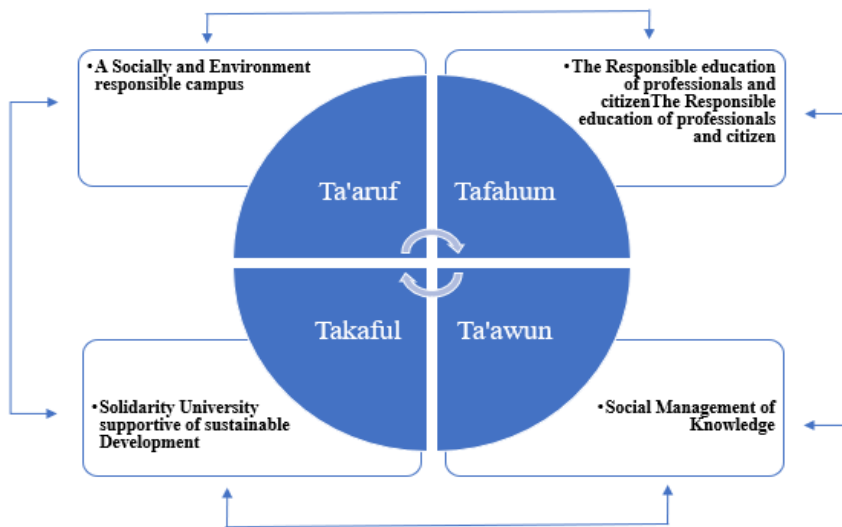 •A Socially and Environment
responsible campus
•The Responsible education
of professionals and
citizenThe Responsible
education of professionals
and citizen
Ta'aruf
Tafahum
Takaful
Ta'awun
•Solidarity University
supportive of sustainable
Development
•Social Management of
Knowledge